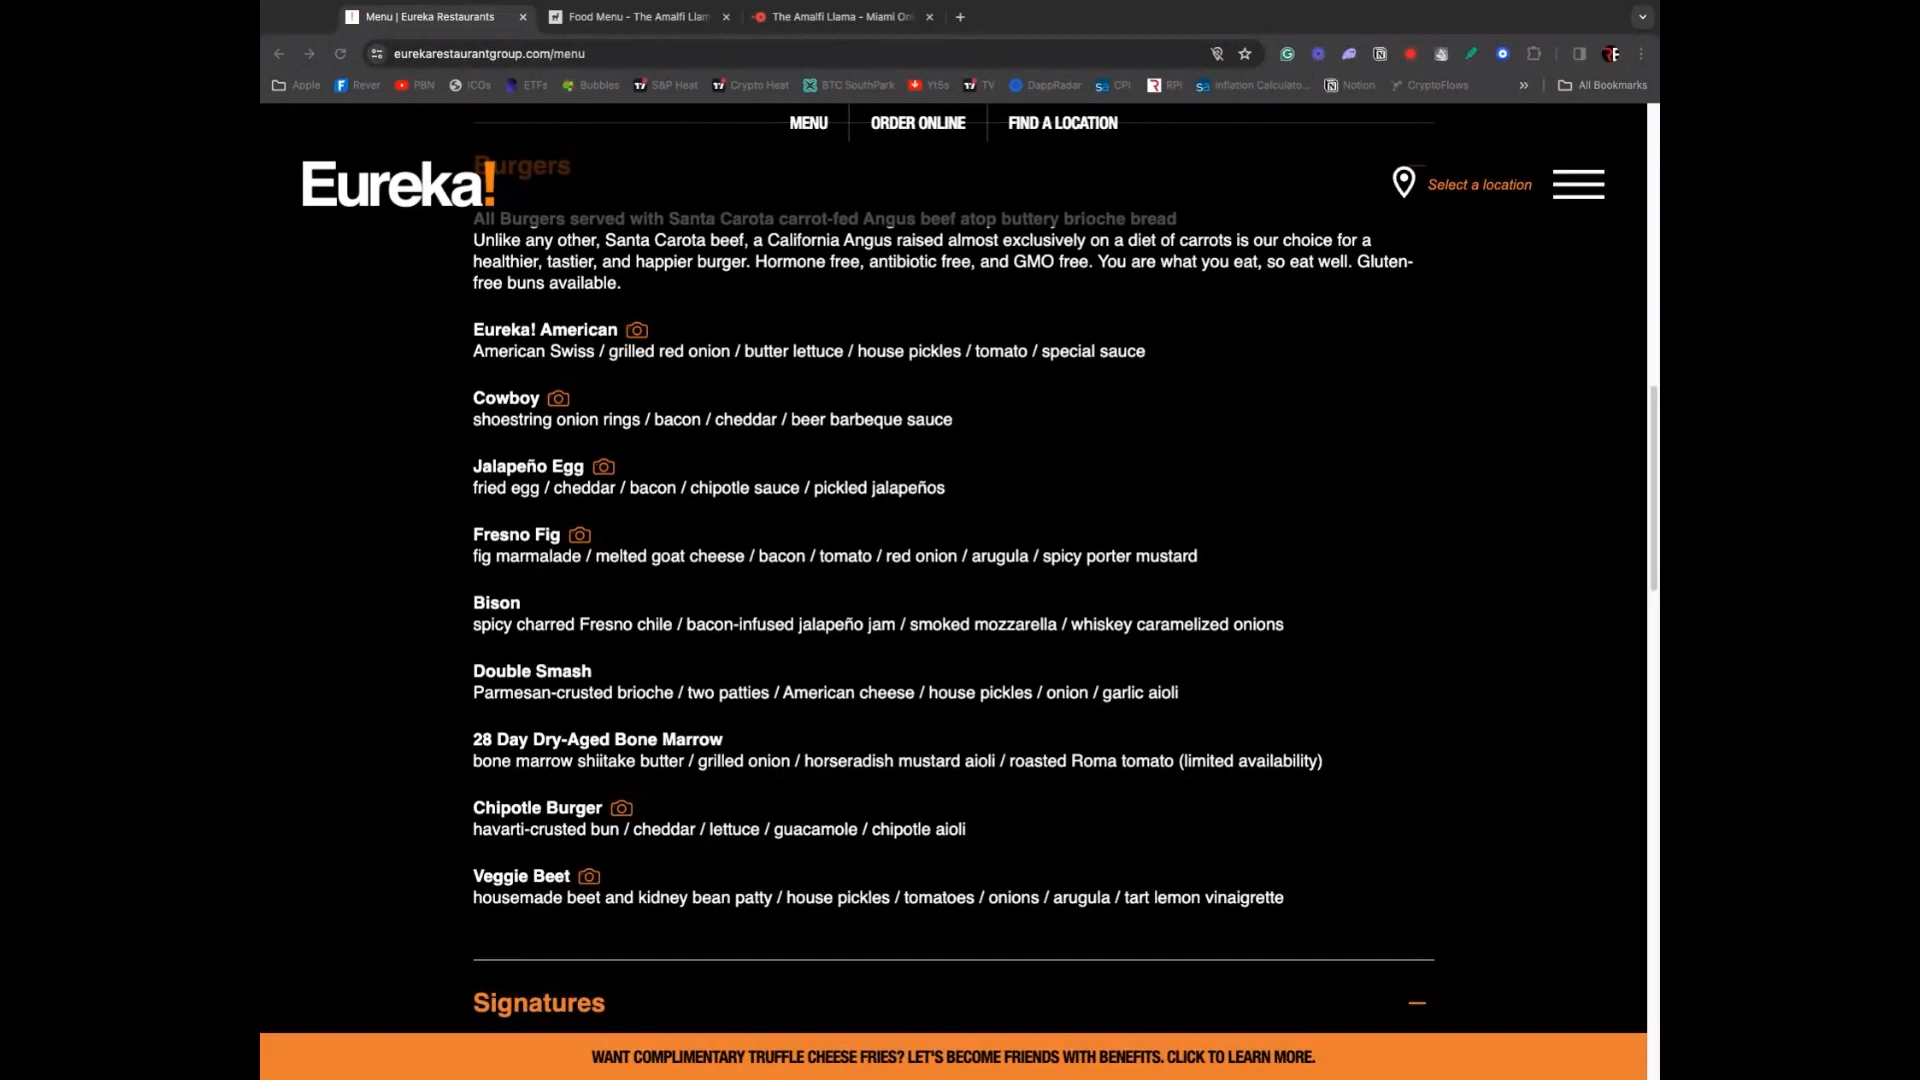 Menu | Eureka Restaurants
Food Menu - The Amalfi Llam
The Amalfi Llama - Miami Onl
eurekarestaurantgroup.com/menu
Apple
Rever
PBN
ICOs
ETFs
Bubbles
S&P Heat
Crypto Heat
BTC SouthPark
Yt5s
TV
DappRadar
CPI
RPI
Inflation Calculato...
Notion
CryptoFlows
All Bookmarks
MENU
ORDER ONLINE
FIND A LOCATION
Eureka!
Select a location
Burgers
All Burgers served with Santa Carota carrot-fed Angus beef atop buttery brioche bread
Unlike any other, Santa Carota beef, a California Angus raised almost exclusively on a diet of carrots is our choice for a
healthier, tastier, and happier burger. Hormone free, antibiotic free, and GMO free. You are what you eat, so eat well. Gluten-
free buns available.
Eureka! American
American Swiss / grilled red onion / butter lettuce / house pickles / tomato / special sauce
Cowboy
shoestring onion rings / bacon / cheddar / beer barbeque sauce
Jalapeño Egg
fried egg / cheddar / bacon / chipotle sauce / pickled jalapeños
Fresno Fig
fig marmalade / melted goat cheese / bacon / tomato / red onion / arugula / spicy porter mustard
Bison
spicy charred Fresno chile / bacon-infused jalapeño jam / smoked mozzarella / whiskey caramelized onions
Double Smash
Parmesan-crusted brioche / two patties / American cheese / house pickles / onion / garlic aioli
28 Day Dry-Aged Bone Marrow
bone marrow shiitake butter / grilled onion / horseradish mustard aioli / roasted Roma tomato (limited availability)
Chipotle Burger
havarti-crusted bun / cheddar / lettuce / guacamole / chipotle aioli
Veggie Beet
housemade beet and kidney bean patty / house pickles / tomatoes / onions / arugula / tart lemon vinaigrette
Signatures
WANT COMPLIMENTARY TRUFFLE CHEESE FRIES? LET'S BECOME FRIENDS WITH BENEFITS. CLICK TO LEARN MORE.